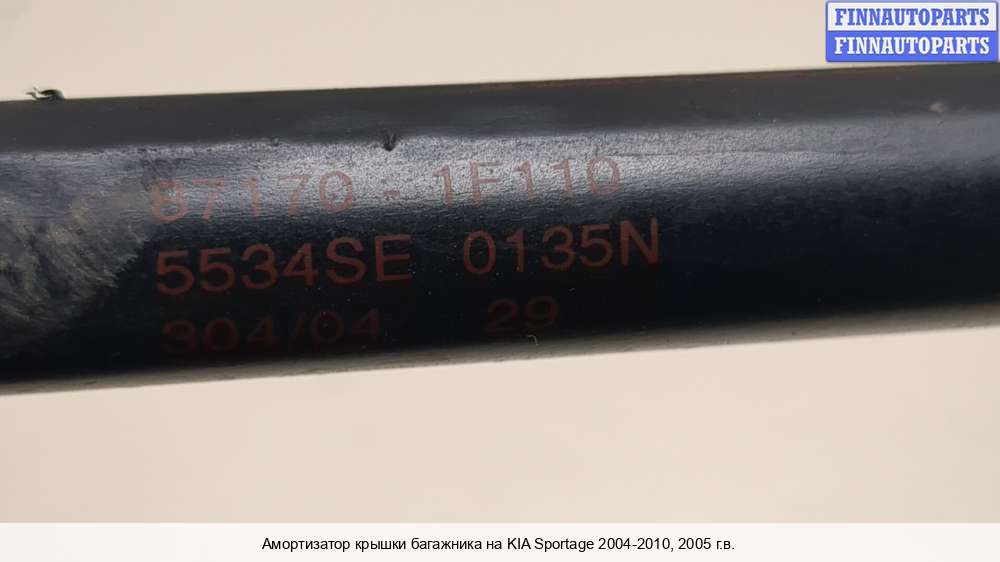 FINNAUTOPARTS
FINNAUTOPARTS
87170 - 1F110
5534SE 0135N
304/04 29
Амортизатор крышки багажника на KIA Sportage 2004-2010, 2005 г.в.